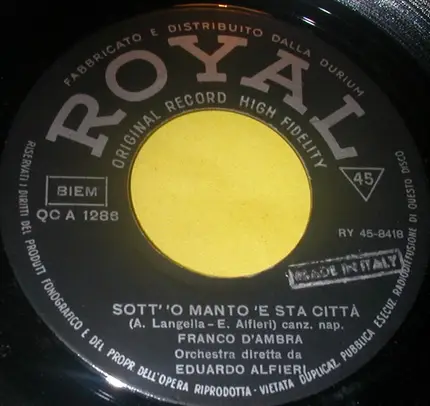 FABBRICATO E DISTRIBUITO DALLA DURIUM
ROYAL
ORIGINAL RECORD HIGH FIDELITY
45
BIEM
QC A 1286
RY 45-8418
MADE IN ITALY
SOTT' 'O MANTO 'E STA CITTÀ
(A. Langella - E. Alfieri) canz. nap.
FRANCO D'AMBRA
Orchestra diretta da
EDUARDO ALFIERI
RISERVATI I DIRITTI DEL PRODUT. FONOGRAFICO E DEL PROPR. DELL'OPERA RIPRODOTTA - VIETATA DUPLICAZ. PUBBLICA ESECUZ. RADIODIFFUSIONE DI QUESTO DISCO